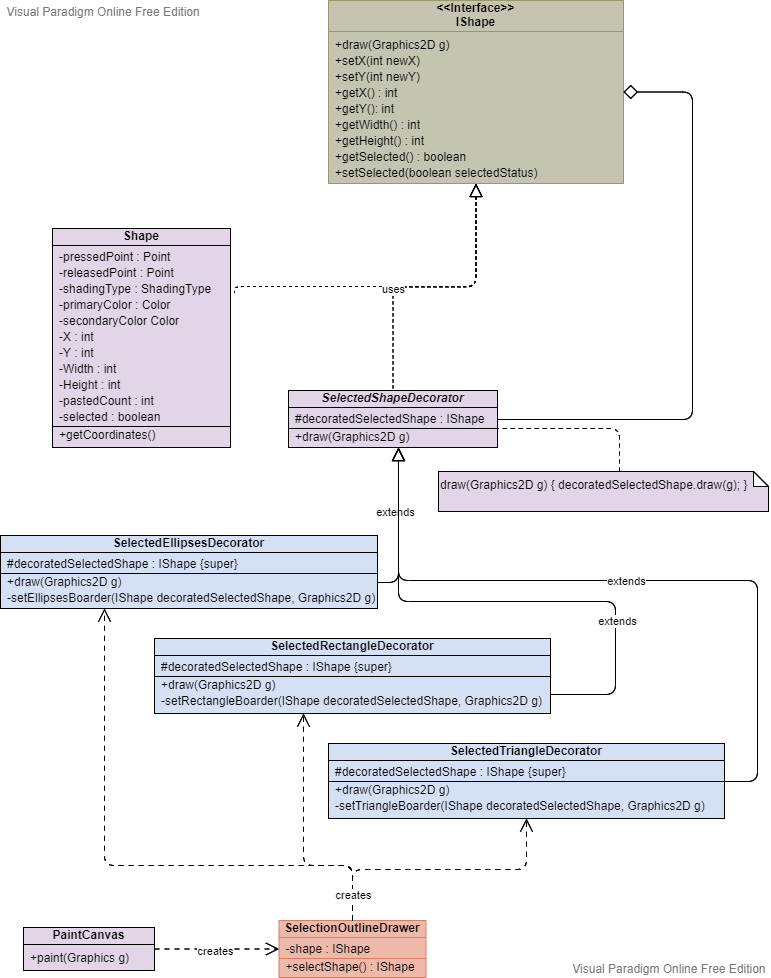 Visual Paradigm Online Free Edition
<<Interface>>
IShape
+draw(Graphics2D g)
+setX(int newX)
+setY(int newY)
+getX() : int
+getY(): int
+getWidth() : int
+getHeight() : int
+getSelected() : boolean
+setSelected(boolean selectedStatus)
Shape
-pressedPoint : Point
-releasedPoint : Point
-shadingType : ShadingType
-primaryColor : Color
-secondaryColor Color
-X : int
-Y : int
-Width : int
-Height : int
-pastedCount : int
-selected : boolean
+getCoordinates()
uses
SelectedShapeDecorator
#decoratedSelectedShape : IShape
+draw(Graphics2D g)
draw(Graphics2D g) { decoratedSelectedShape.draw(g); }
extends
SelectedEllipsesDecorator
#decoratedSelectedShape : IShape {super}
+draw(Graphics2D g)
-setEllipsesBoarder(IShape decoratedSelectedShape, Graphics2D g)
extends
extends
SelectedRectangleDecorator
#decoratedSelectedShape : IShape {super}
+draw(Graphics2D g)
-setRectangleBoarder(IShape decoratedSelectedShape, Graphics2D g)
SelectedTriangleDecorator
#decoratedSelectedShape : IShape {super}
+draw(Graphics2D g)
-setTriangleBoarder(IShape decoratedSelectedShape, Graphics2D g)
creates
PaintCanvas
+paint(Graphics g)
creates
SelectionOutlineDrawer
-shape : IShape
+selectShape() : IShape
Visual Paradigm Online Free Edition